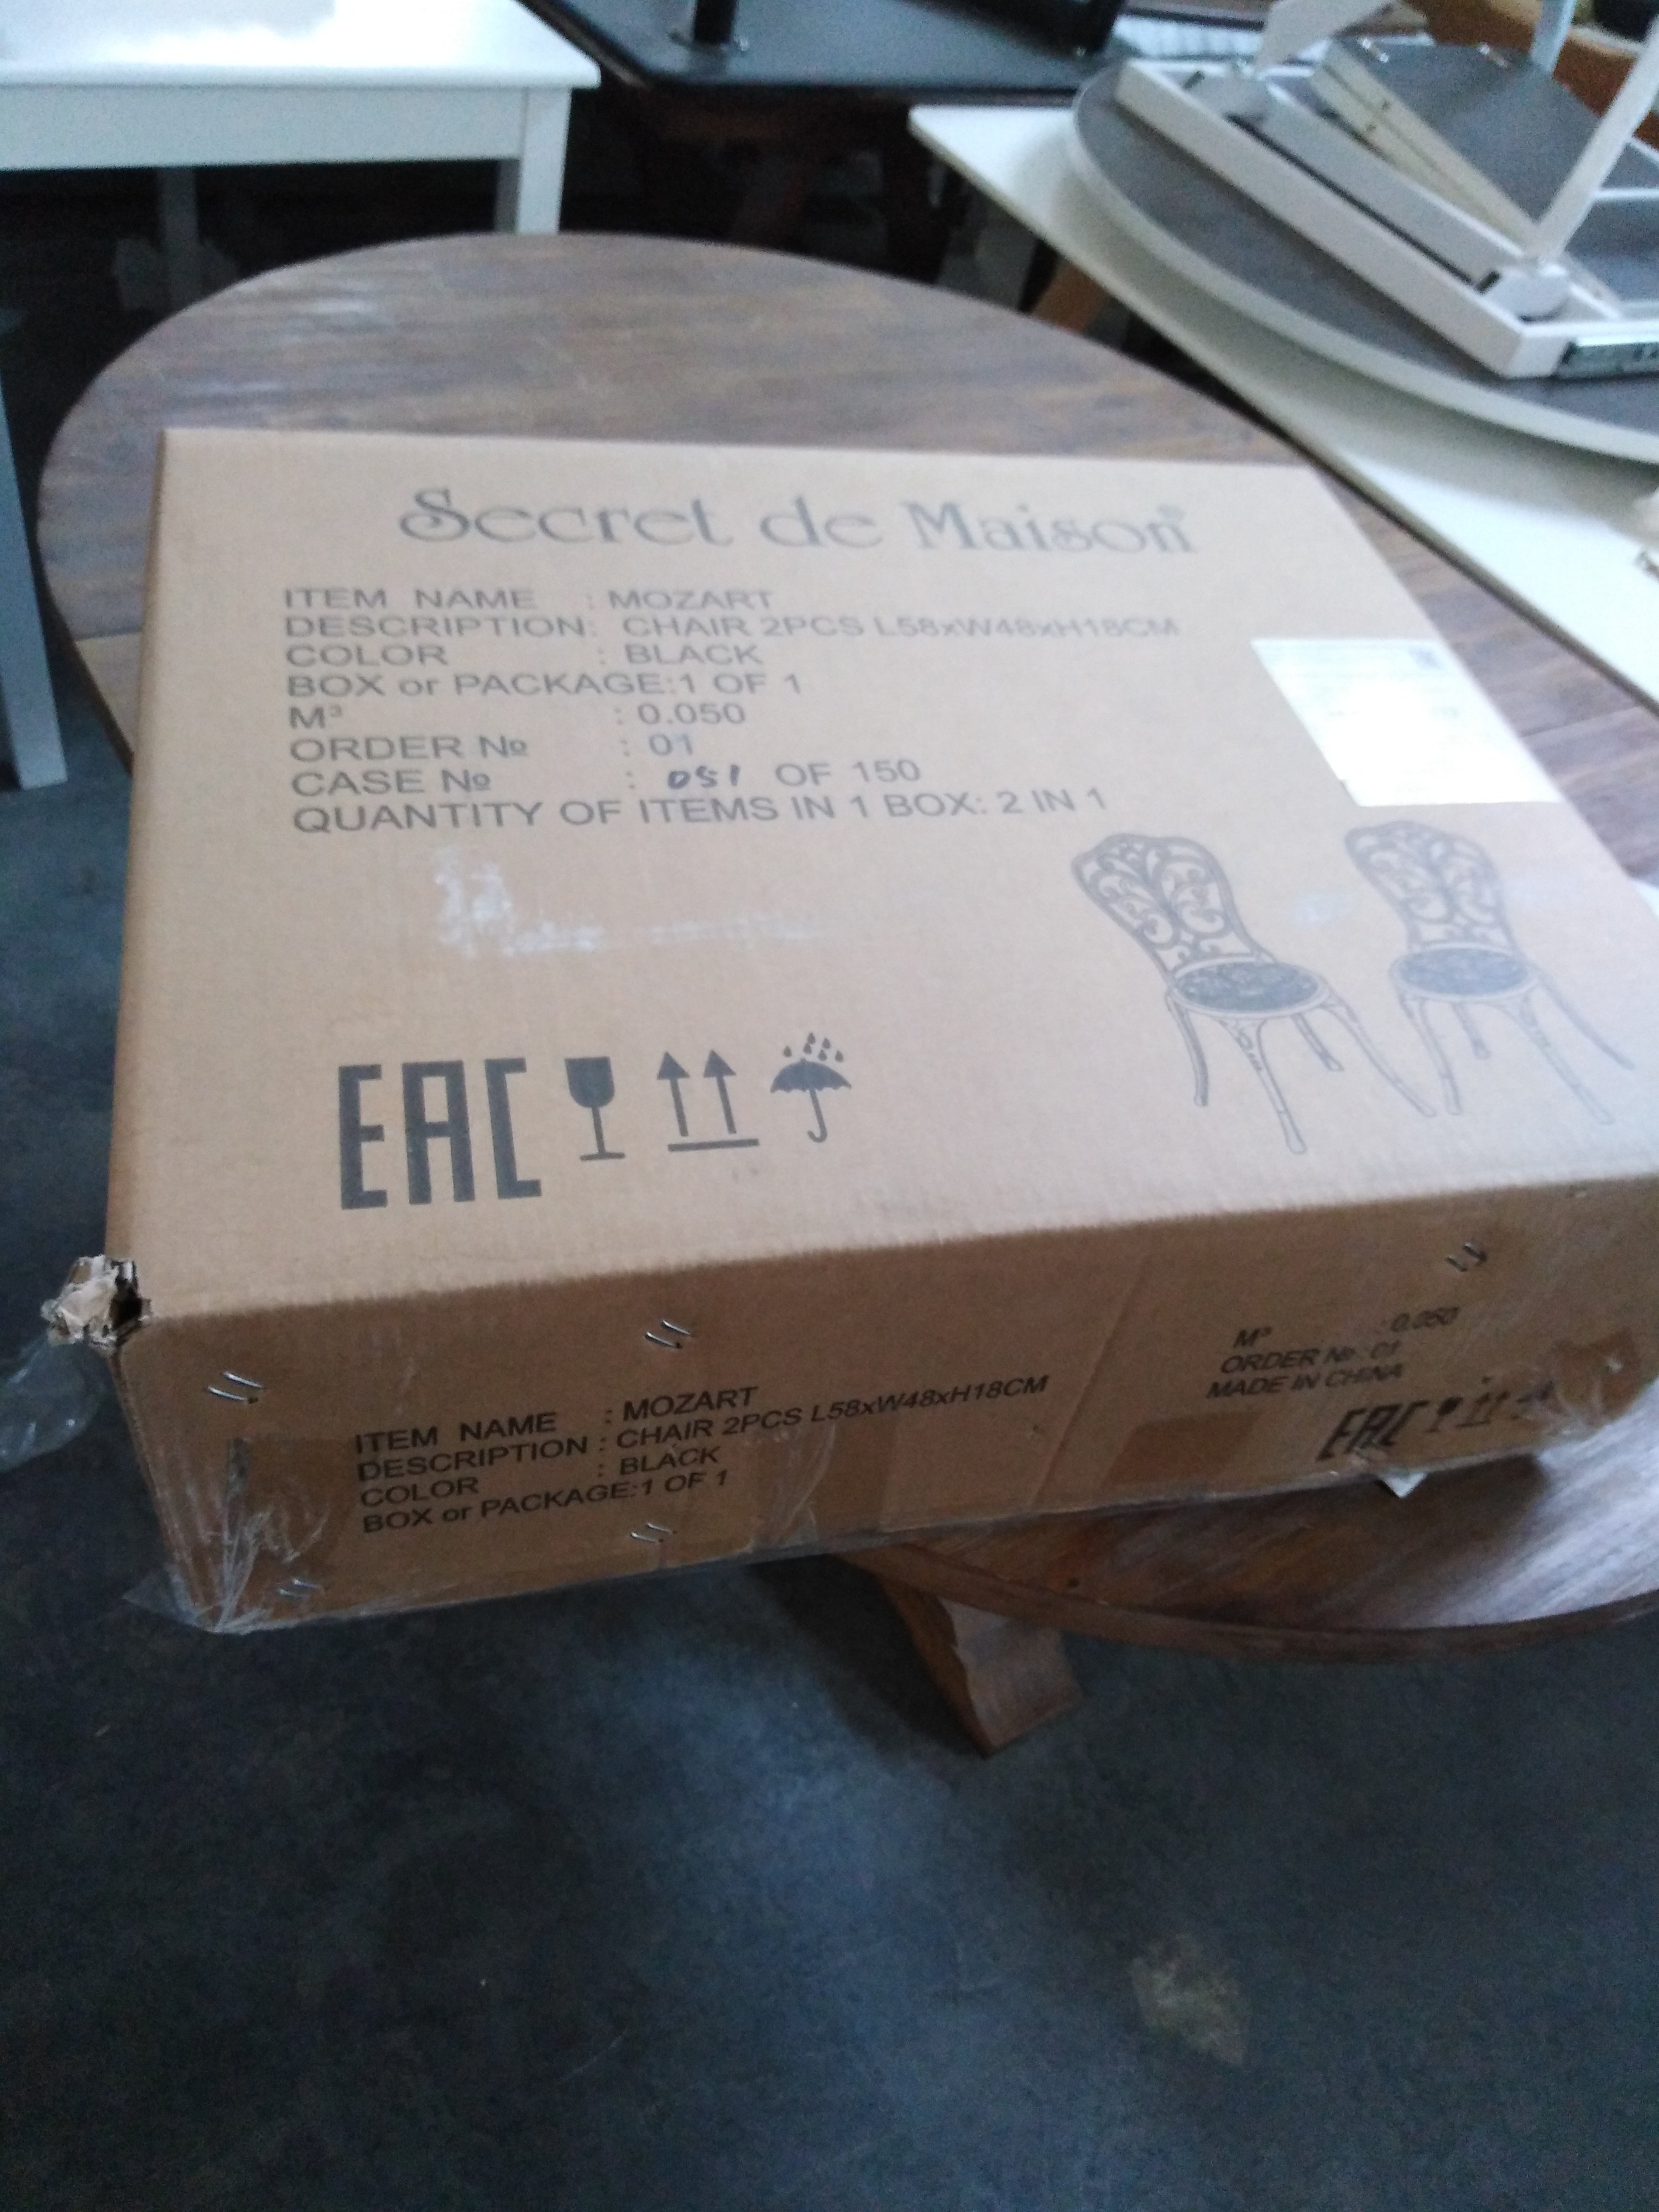 Secret de Maison®
ITEM NAME : MOZART
DESCRIPTION: CHAIR 2PCS L58xW48xH18CM
COLOR : BLACK
BOX or PACKAGE:1 OF 1
M³ : 0.050
ORDER № : 01
CASE № : 051 OF 150
QUANTITY OF ITEMS IN 1 BOX: 2 IN 1
EAC
ITEM NAME : MOZART
DESCRIPTION : CHAIR 2PCS L58xW48xH18CM
COLOR : BLACK
BOX or PACKAGE:1 OF 1
M³ : 0.050
ORDER № : 01
MADE IN CHINA
EAC